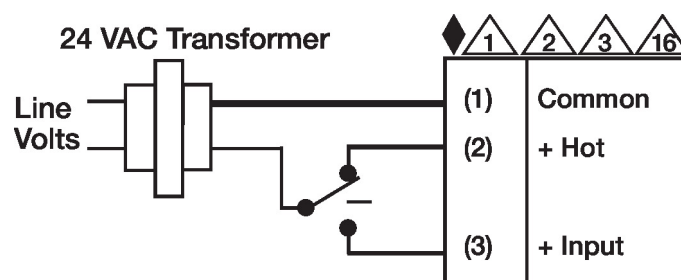 24 VAC Transformer
1 2 3 16
Line
Volts
(1) Common
(2) + Hot
(3) + Input